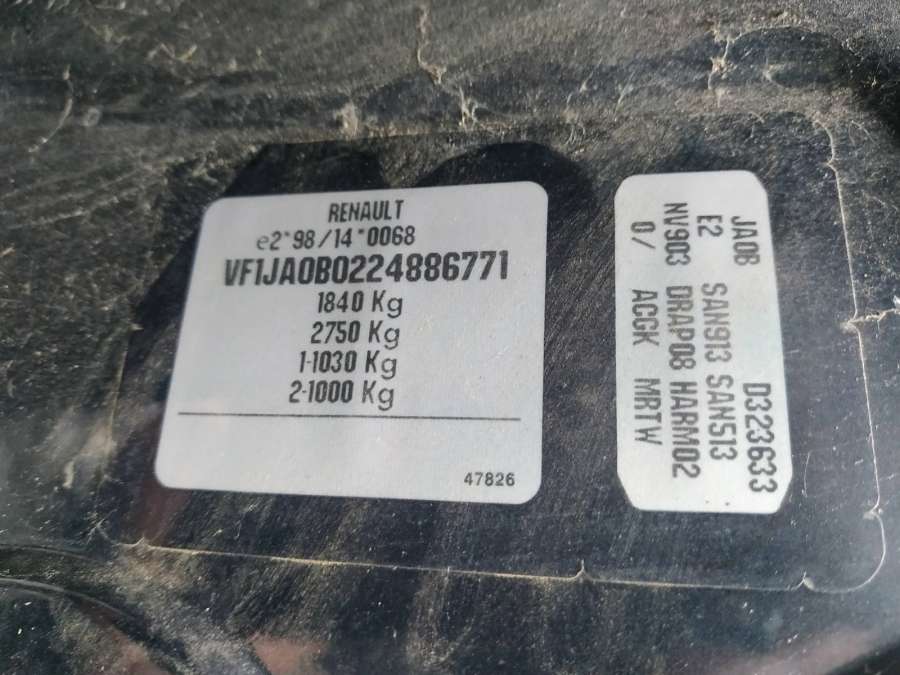 RENAULT
e2*98/14*0068
VF1JA0B0224886771
1840 Kg
2750 Kg
1-1030 Kg
2-1000 Kg
47826
JA0B D323633
E2 SAN913 SAN513
NV903 DRAP08 HARM02
0/ ACGK MRTW